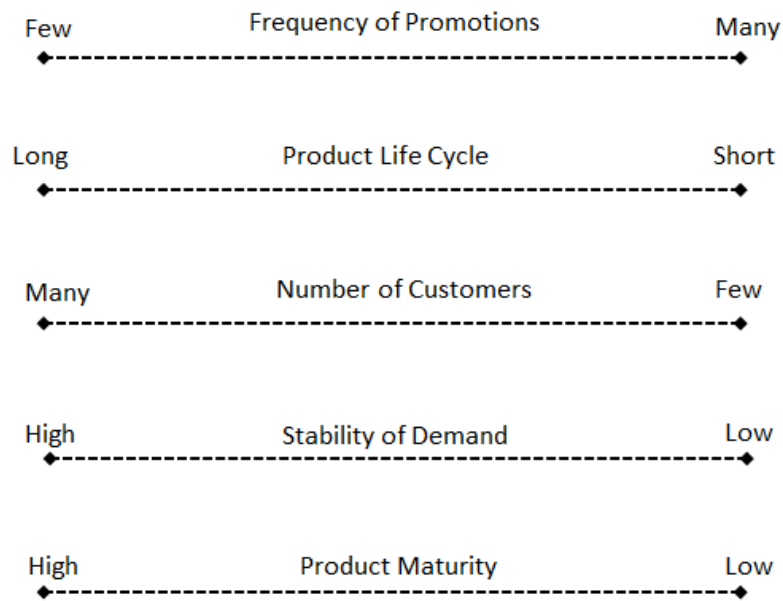 Few Frequency of Promotions Many
Long Product Life Cycle Short
Many Number of Customers Few
High Stability of Demand Low
High Product Maturity Low